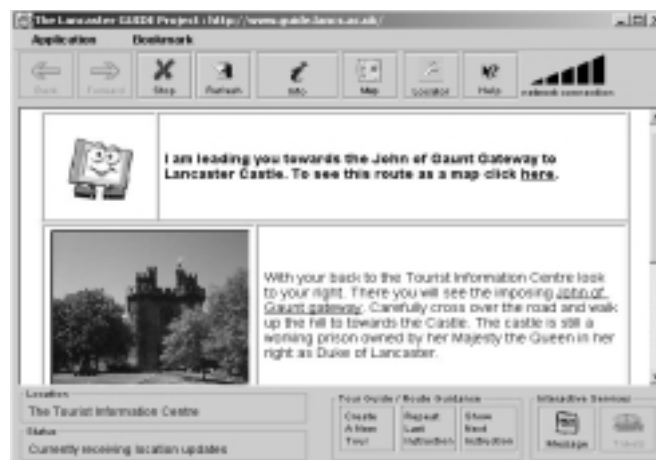 The Lancaster GUIDE Project : http://www.guide.lancs.ac.uk/
Application Bookmark
Back Forward Stop Refresh Info Map Locator Help network connection
I am leading you towards the John of Gaunt Gateway to
Lancaster Castle. To see this route as a map click here.
With your back to the Tourist Information Centre look
to your right. There you will see the imposing John of
Gaunt gateway. Carefully cross over the road and walk
up the hill to towards the Castle. The castle is still a
working prison owned by her Majesty the Queen in her
right as Duke of Lancaster.
Location
The Tourist Information Centre
Status
Currently receiving location updates
Tour Guide / Route Guidance
Create
A New
Tour
Repeat
Last
Instruction
Show
Next
Instruction
Interactive Services
Message